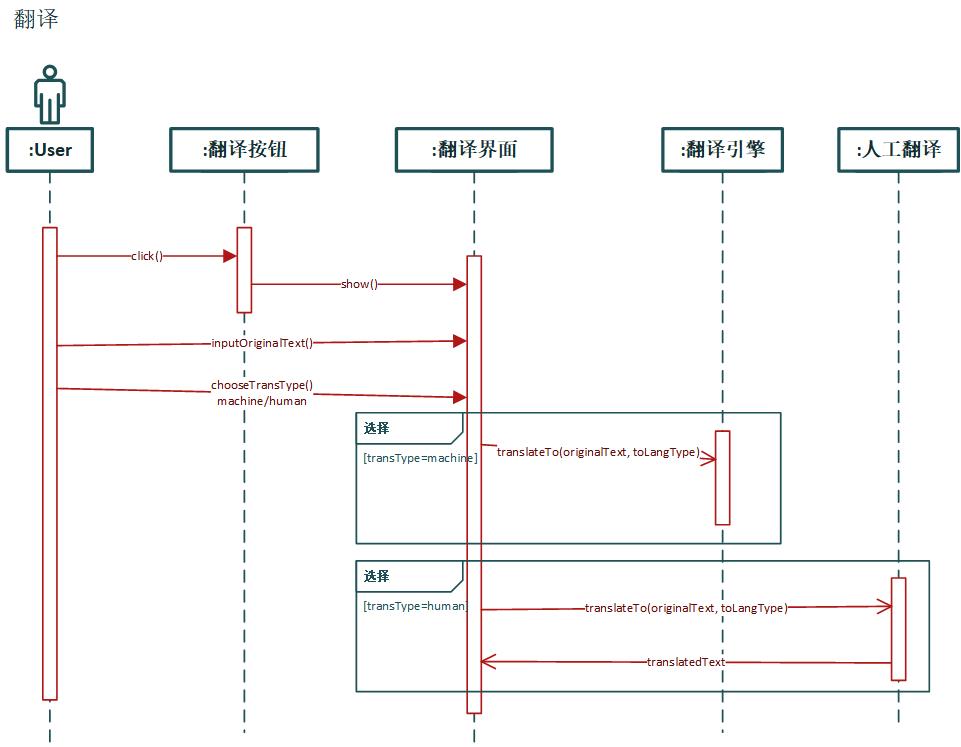 翻译
:User
:翻译按钮
:翻译界面
:翻译引擎
:人工翻译
click()
show()
inputOriginalText()
chooseTransType()
machine/human
选择
[transType=machine]
translateTo(originalText, toLangType)
选择
[transType=human]
translateTo(originalText, toLangType)
translatedText